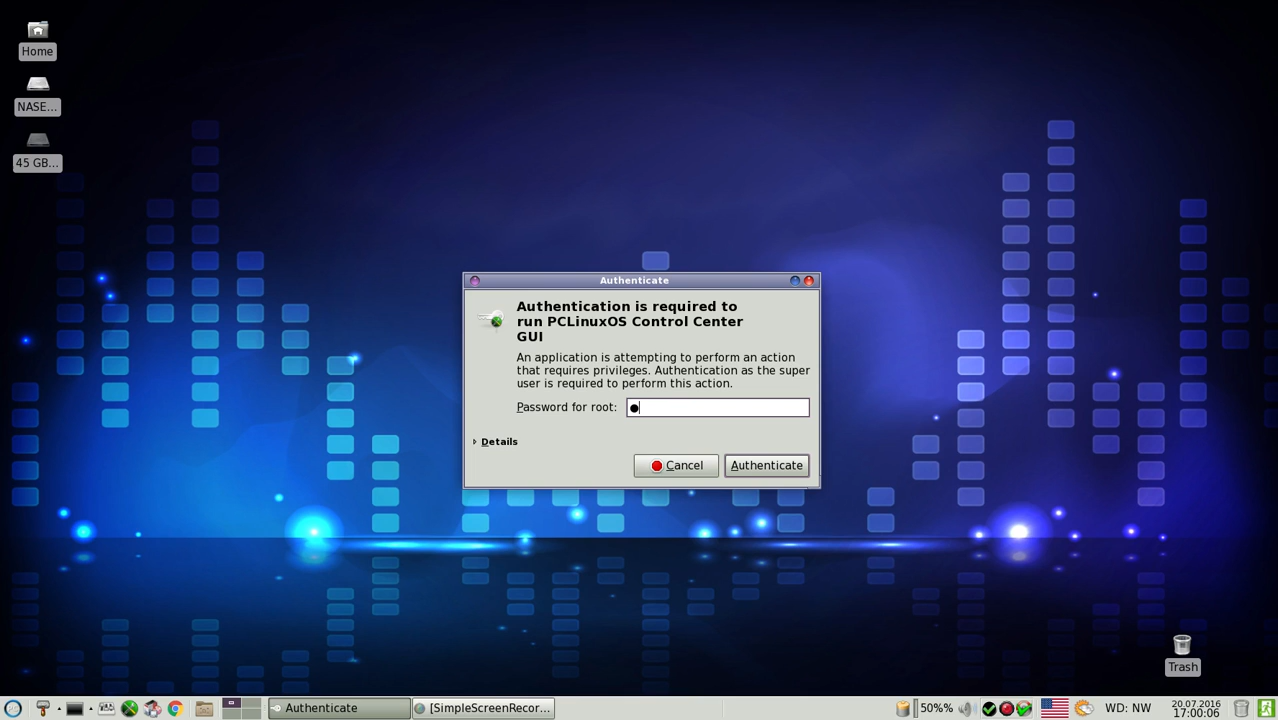 Home
NASE...
45 GB...
Authenticate
Authentication is required to
run PCLinuxOS Control Center
GUI
An application is attempting to perform an action
that requires privileges. Authentication as the super
user is required to perform this action.
Password for root:
Details
Cancel
Authenticate
Trash
Authenticate
[SimpleScreenRecor...
50%%
WD: NW
20.07.2016
17:00:06